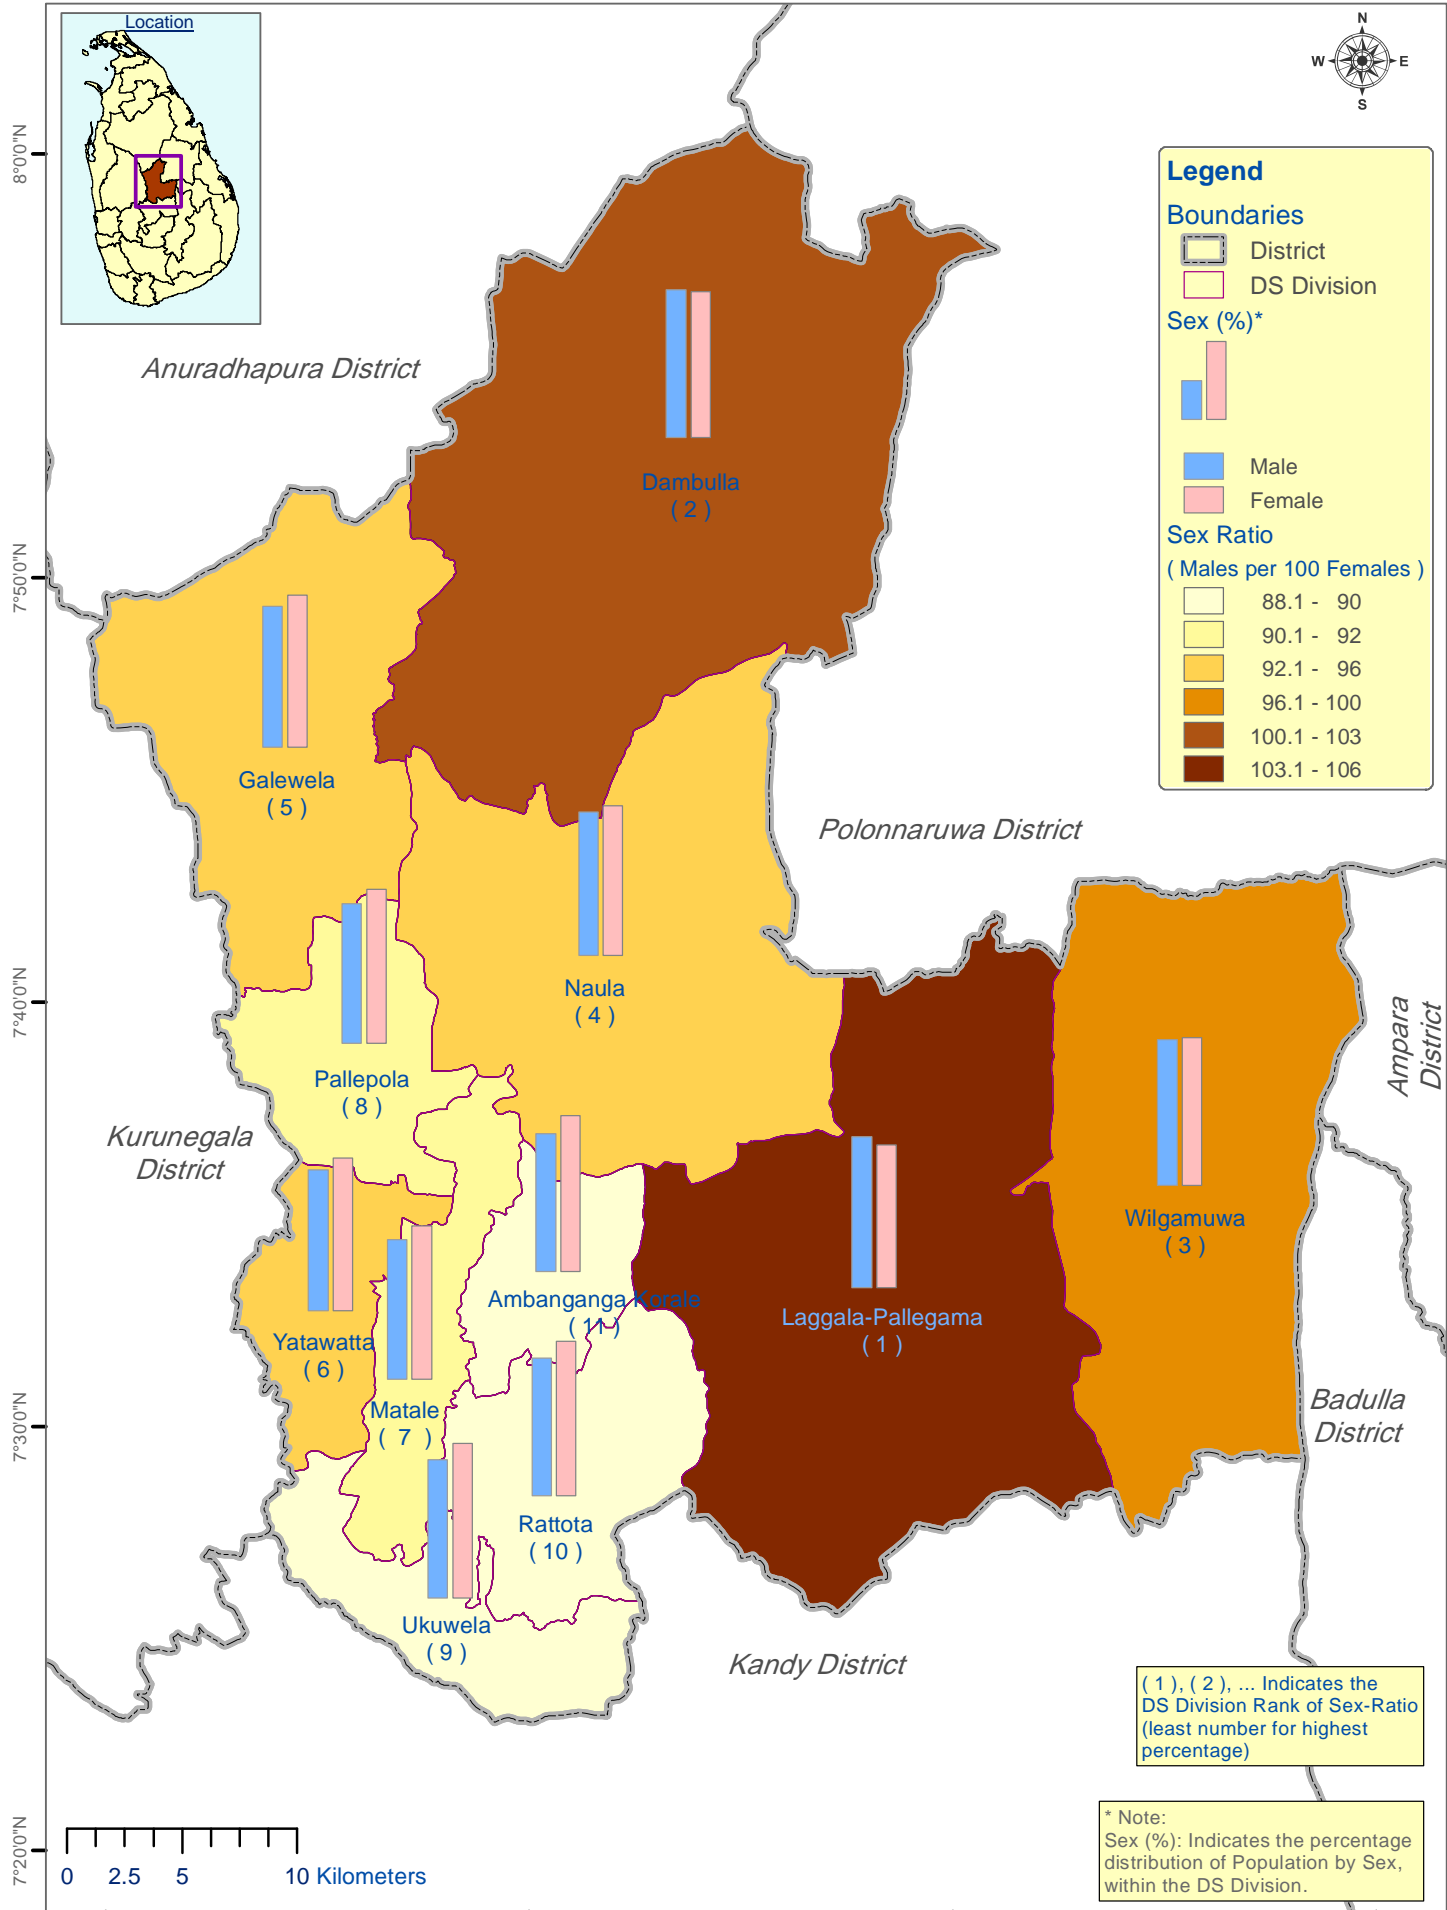 Location
N
W
E
S
8°0'0"N
7°50'0"N
7°40'0"N
7°30'0"N
7°20'0"N
Legend
Boundaries
District
DS Division
Sex (%)*
Male
Female
Sex Ratio
( Males per 100 Females )
88.1 - 90
90.1 - 92
92.1 - 96
96.1 - 100
100.1 - 103
103.1 - 106
Anuradhapura District
Dambulla
( 2 )
Galewela
( 5 )
Polonnaruwa District
Naula
( 4 )
Ampara
District
Pallepola
( 8 )
Kurunegala
District
Wilgamuwa
( 3 )
Ambanganga Korale
( 11 )
Laggala-Pallegama
( 1 )
Yatawatta
( 6 )
Matale
( 7 )
Badulla
District
Rattota
( 10 )
Ukuwela
( 9 )
Kandy District
( 1 ), ( 2 ), ... Indicates the
DS Division Rank of Sex-Ratio
(least number for highest
percentage)
* Note:
Sex (%): Indicates the percentage
distribution of Population by Sex,
within the DS Division.
0 2.5 5 10 Kilometers